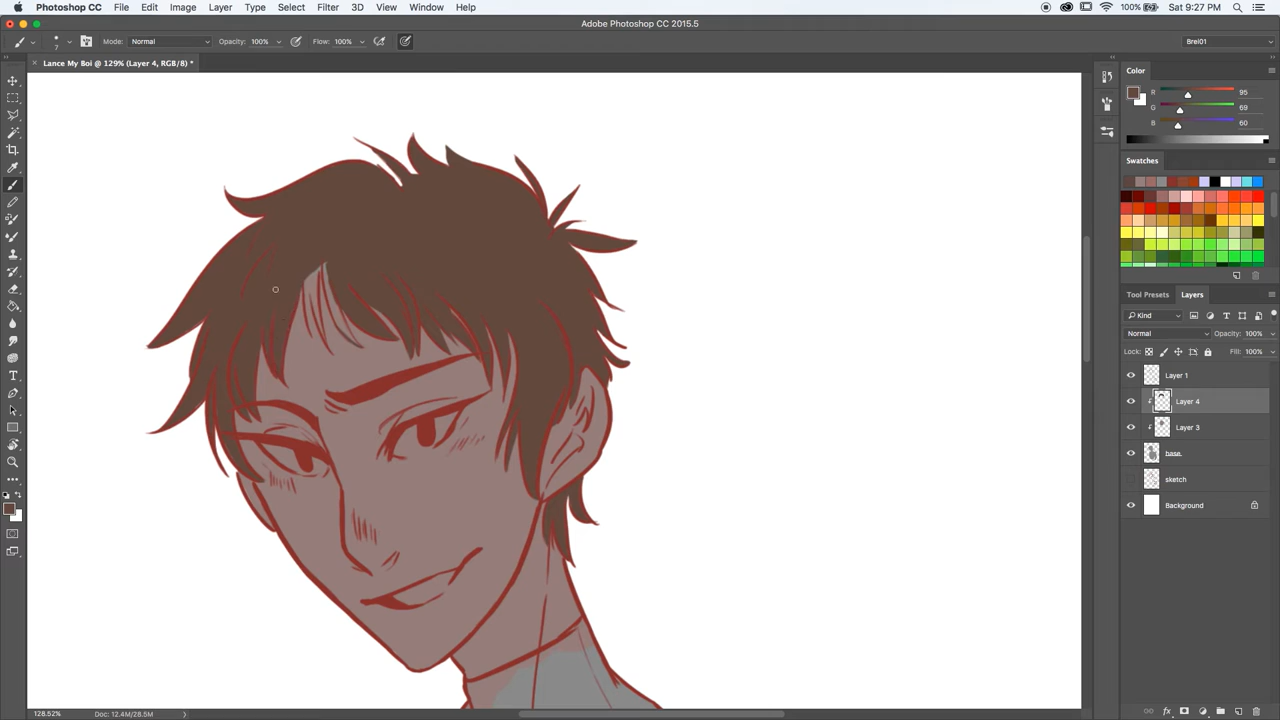 Photoshop CC File Edit Image Layer Type Select Filter 3D View Window Help 100% Sat 9:27 PM
Adobe Photoshop CC 2015.5
7 Mode: Normal Opacity: 100% Flow: 100% Brei01
Lance My Boi @ 129% (Layer 4, RGB/8) *
Color
R 95
G 69
B 60
Swatches
Tool Presets Layers
Kind
Normal Opacity: 100%
Lock: Fill: 100%
Layer 1
Layer 4
Layer 3
base
sketch
Background
128.52% Doc: 12.4M/28.5M